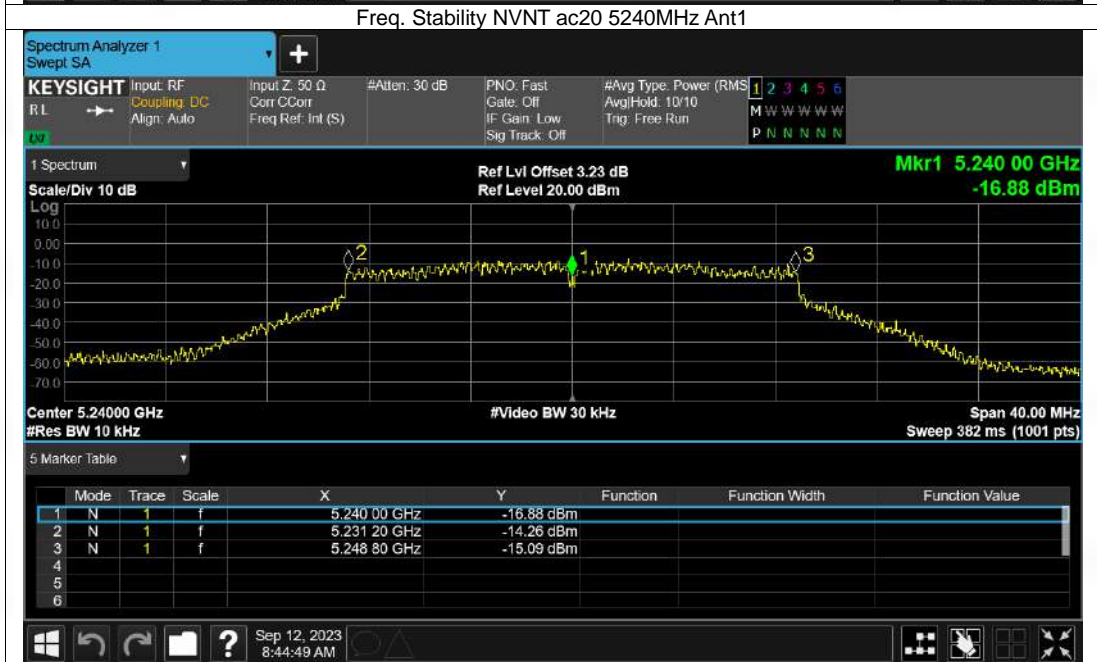 Freq. Stability NVNT ac20 5240MHz Ant1
Spectrum Analyzer 1
Swept SA
+
KEYSIGHT Input: RF Input Z: 50 Ω #Atten: 30 dB PNO: Fast #Avg Type: Power (RMS 1 2 3 4 5 6
RL Coupling: DC Corr CCorr Gate: Off Avg|Hold: 10/10 M W W W W W
Align: Auto Freq Ref: Int (S) IF Gain: Low Trig: Free Run
LXI Sig Track: Off P N N N N N
1 Spectrum Ref Lvl Offset 3.23 dB Mkr1 5.240 00 GHz
Scale/Div 10 dB Ref Level 20.00 dBm -16.88 dBm
Log
10.0
0.00
-10.0
-20.0
-30.0
-40.0
-50.0
-60.0
-70.0
2 1 3
Center 5.24000 GHz #Video BW 30 kHz Span 40.00 MHz
#Res BW 10 kHz Sweep 382 ms (1001 pts)
5 Marker Table
Mode Trace Scale X Y Function Function Width Function Value
1 N 1 f 5.240 00 GHz -16.88 dBm
2 N 1 f 5.231 20 GHz -14.26 dBm
3 N 1 f 5.248 80 GHz -15.09 dBm
4
5
6
? Sep 12, 2023
8:44:49 AM